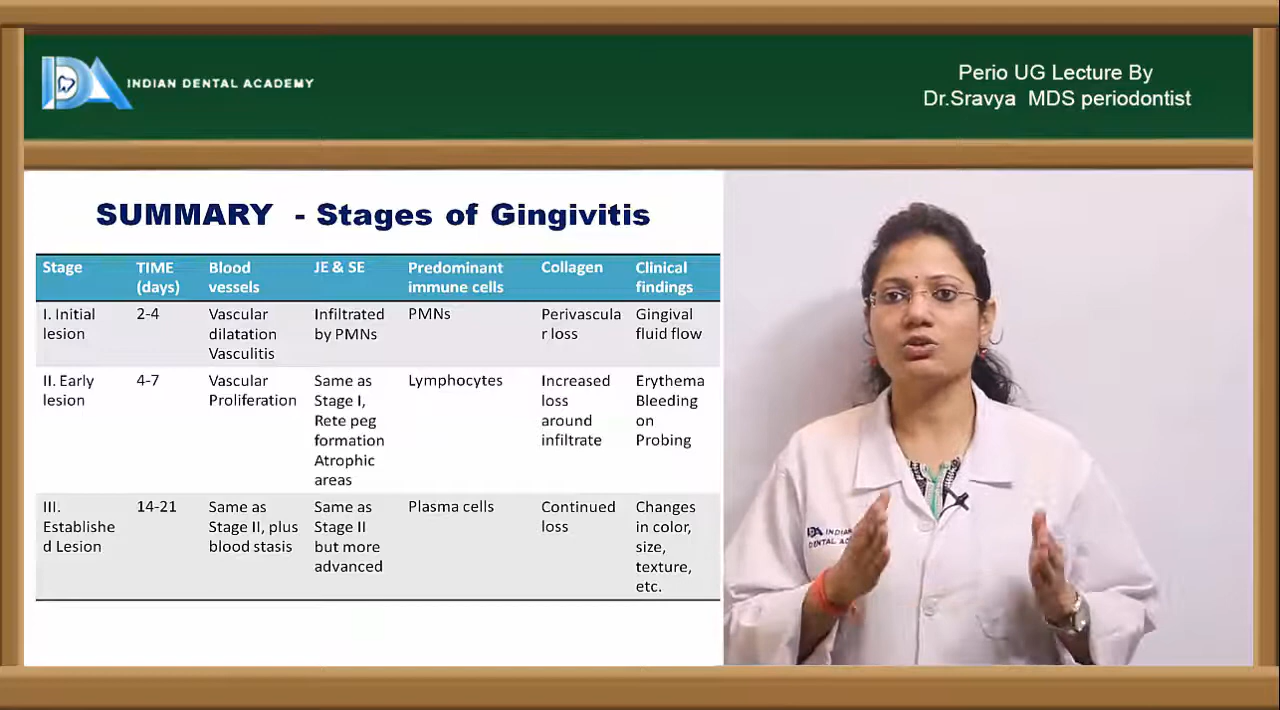 IDA INDIAN DENTAL ACADEMY
Perio UG Lecture By
Dr.Sravya MDS periodontist
SUMMARY - Stages of Gingivitis
Stage
TIME
(days)
Blood
vessels
JE & SE
Predominant
immune cells
Collagen
Clinical
findings
I. Initial
lesion
2-4
Vascular
dilatation
Vasculitis
Infiltrated
by PMNs
PMNs
Perivascula
r loss
Gingival
fluid flow
II. Early
lesion
4-7
Vascular
Proliferation
Same as
Stage I,
Rete peg
formation
Atrophic
areas
Lymphocytes
Increased
loss
around
infiltrate
Erythema
Bleeding
on
Probing
III.
Establishe
d Lesion
14-21
Same as
Stage II, plus
blood stasis
Same as
Stage II
but more
advanced
Plasma cells
Continued
loss
Changes
in color,
size,
texture,
etc.
IDA INDIAN
DENTAL